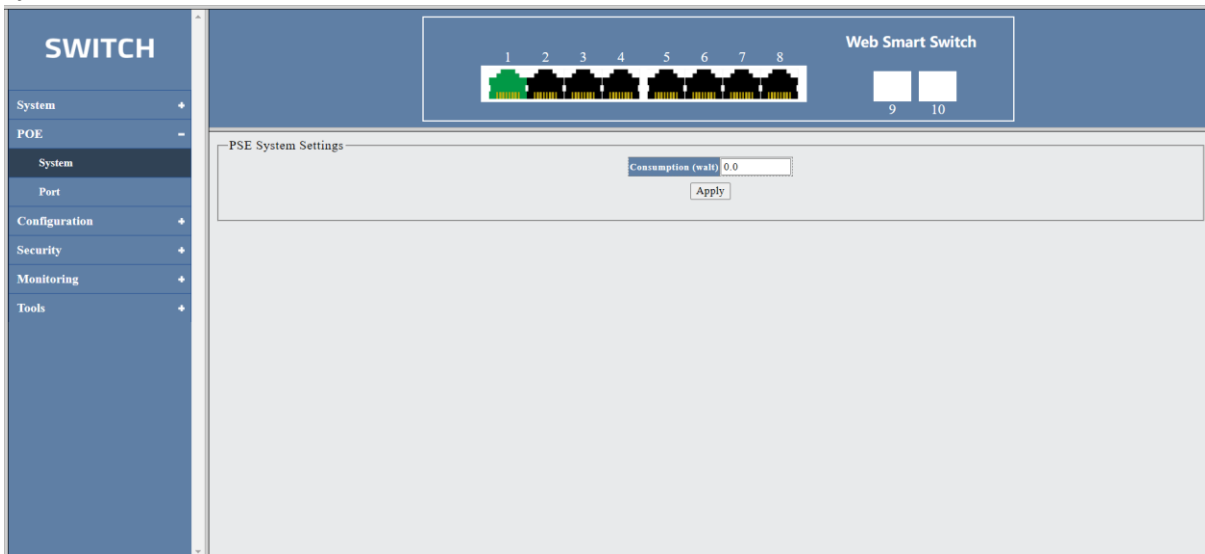 SWITCH
System
POE
System
Port
Configuration
Security
Monitoring
Tools
Web Smart Switch
1 2 3 4 5 6 7 8
9 10
PSE System Settings
Consumption (walt) 0.0
Apply